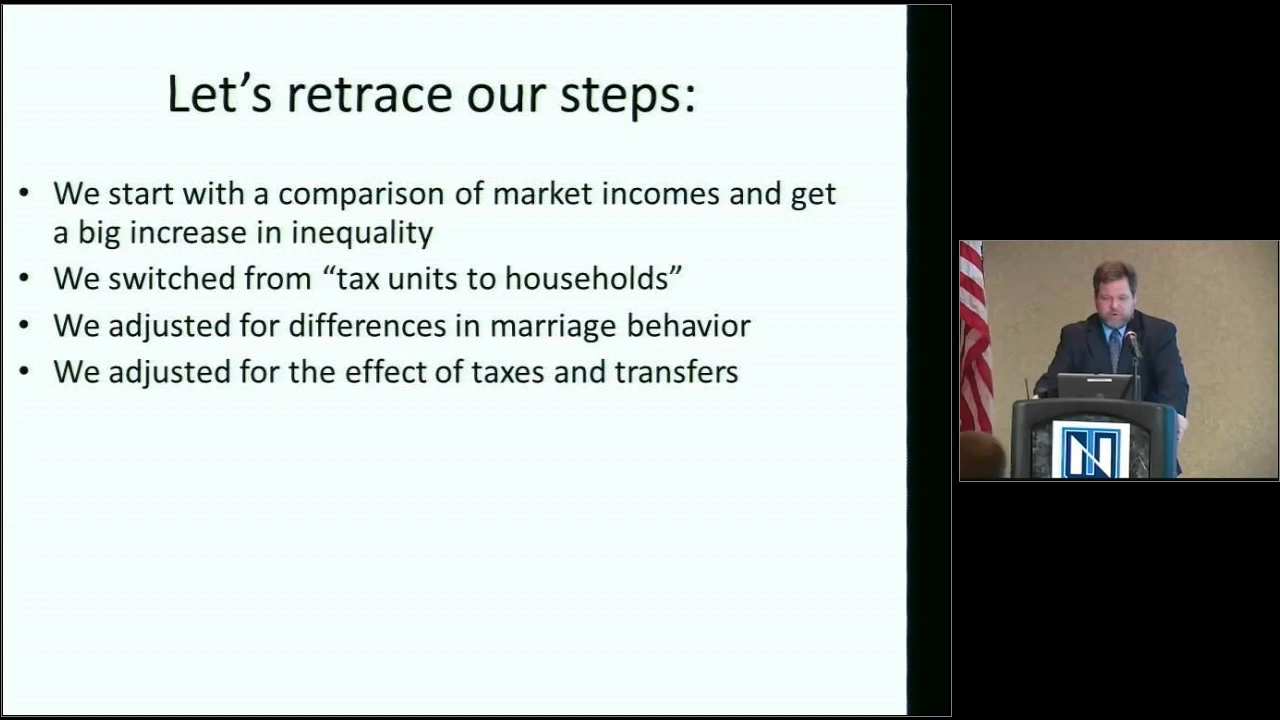 Let’s retrace our steps:
• We start with a comparison of market incomes and get
a big increase in inequality
• We switched from “tax units to households”
• We adjusted for differences in marriage behavior
• We adjusted for the effect of taxes and transfers